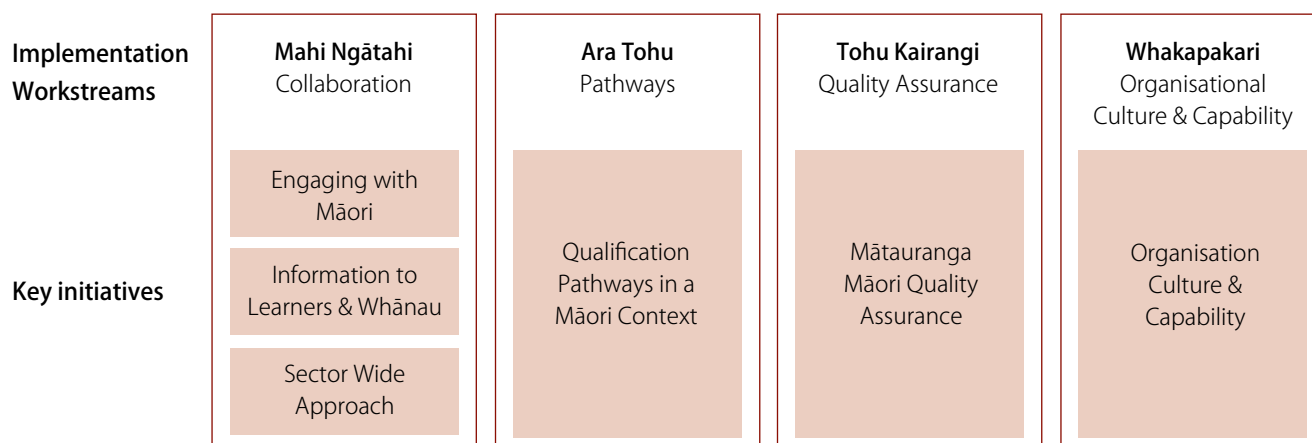 Implementation
Workstreams
Mahi Ngātahi
Collaboration
Ara Tohu
Pathways
Tohu Kairangi
Quality Assurance
Whakapakari
Organisational
Culture & Capability
Key initiatives
Engaging with
Māori
Information to
Learners & Whānau
Sector Wide
Approach
Qualification
Pathways in a
Māori Context
Mātauranga
Māori Quality
Assurance
Organisation
Culture &
Capability